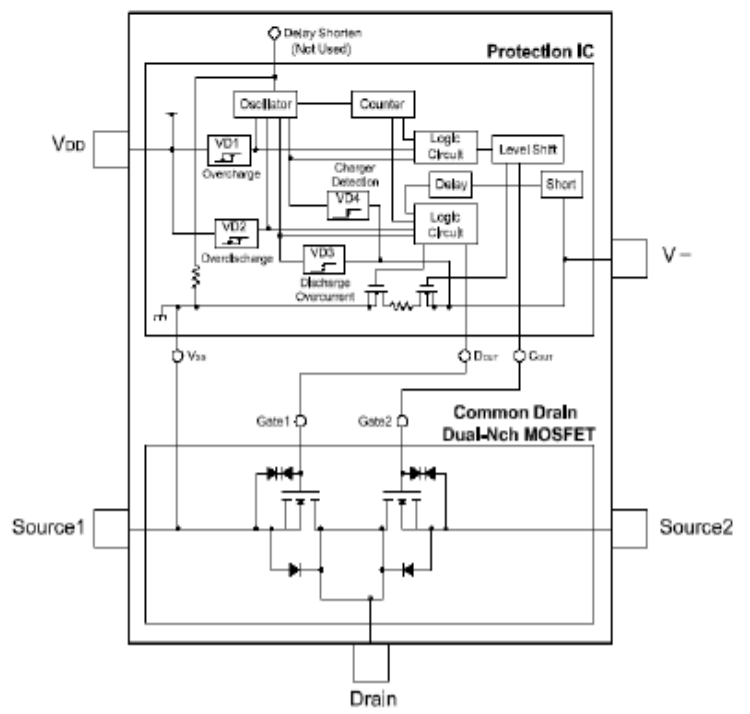 Delay Shorten
(Not Used)
Protection IC
Oscillator
Counter
VDD
VD1
Overcharge
Logic
Circuit
Level Shift
Charger
Detection
Delay
Short
VD4
VD2
Overdischarge
Logic
Circuit
VD3
Discharge
Overcurrent
V-
VSS
DOUT
COUT
Gate1
Gate2
Common Drain
Dual-Nch MOSFET
Source1
Source2
Drain